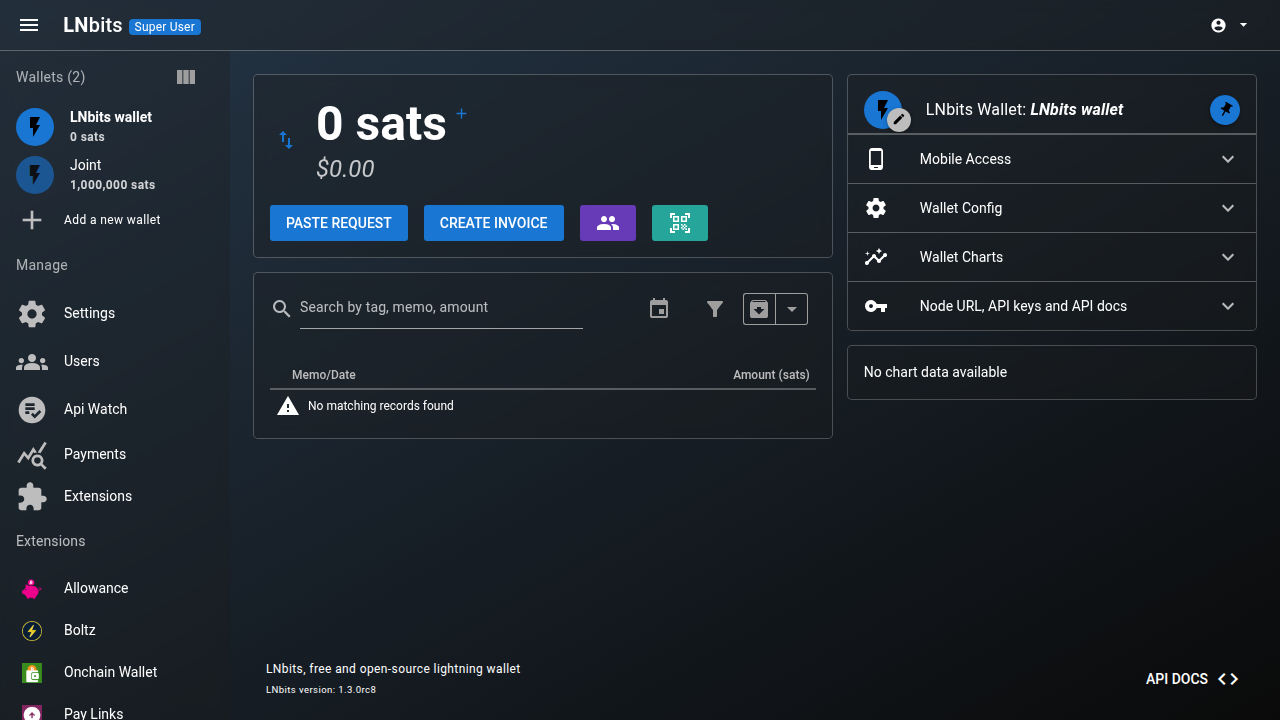 LNbits Super User
Wallets (2)
LNbits wallet
0 sats
Joint
1,000,000 sats
Add a new wallet
Manage
Settings
Users
Api Watch
Payments
Extensions
Extensions
Allowance
Boltz
Onchain Wallet
Pay Links
0 sats +
$0.00
PASTE REQUEST CREATE INVOICE
Search by tag, memo, amount
Memo/Date Amount (sats)
No matching records found
LNbits Wallet: LNbits wallet
Mobile Access
Wallet Config
Wallet Charts
Node URL, API keys and API docs
No chart data available
LNbits, free and open-source lightning wallet
LNbits version: 1.3.0rc8
API DOCS